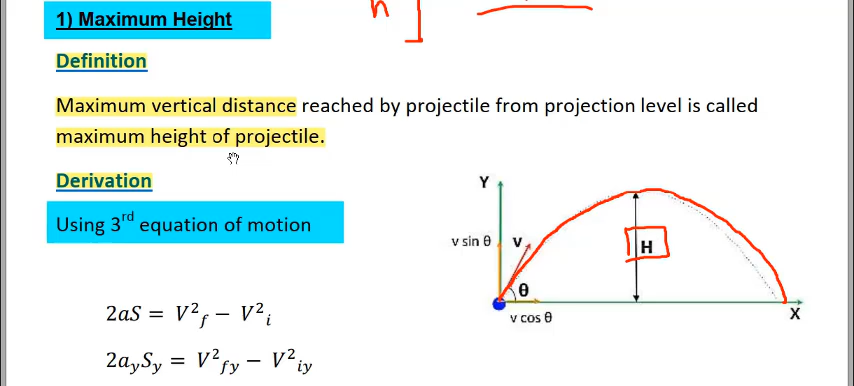 h
1) Maximum Height
Definition
Maximum vertical distance reached by projectile from projection level is called
maximum height of projectile.
Derivation
Using 3rd equation of motion
2aS = V²f − V²i
2aySy = V²fy − V²iy
Y
v sin θ
V
H
θ
v cos θ
X